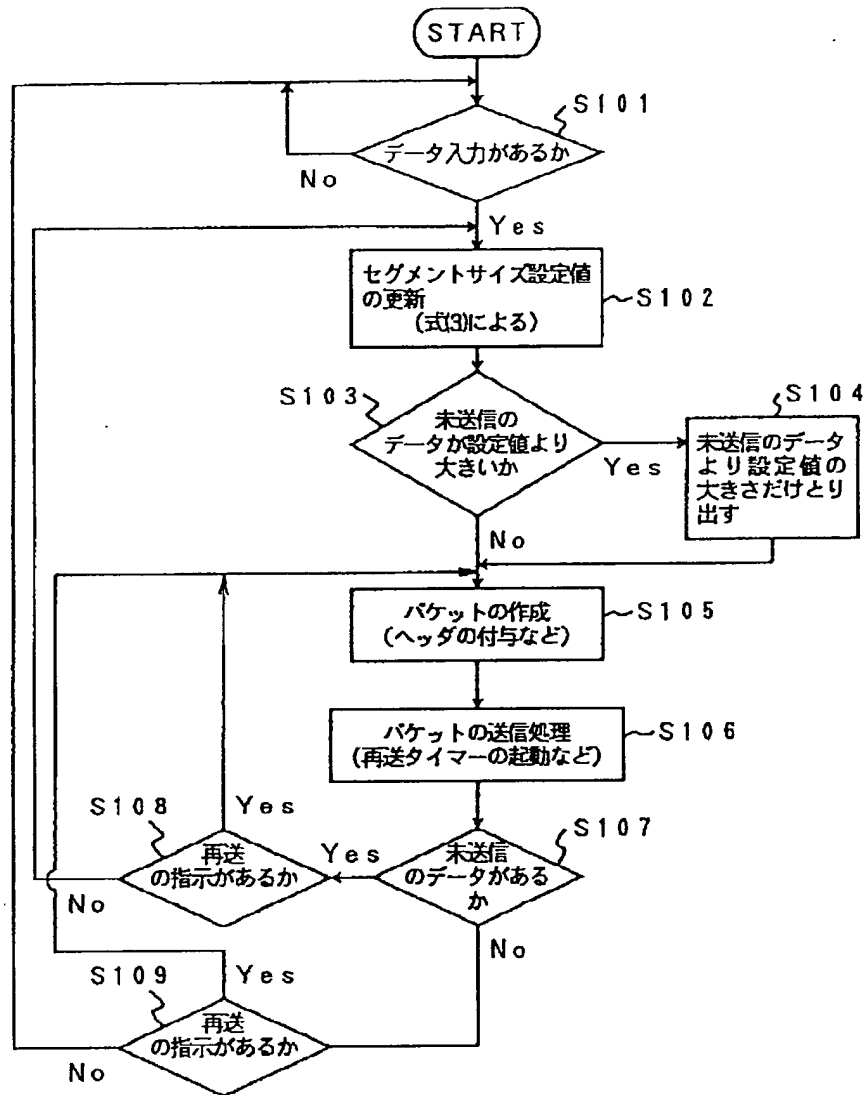 START
S101
データ入力があるか
No
Yes
セグメントサイズ設定値
の更新
(式(3)による)
S102
S103
未送信の
データが設定値より
大きいか
Yes
No
S104
未送信のデータ
より設定値の
大きさだけとり
出す
パケットの作成
(ヘッダの付与など)
S105
パケットの送信処理
(再送タイマーの起動など)
S106
S107
未送信
のデータがある
か
Yes
No
S108
再送
の指示があるか
Yes
No
S109
再送
の指示があるか
Yes
No